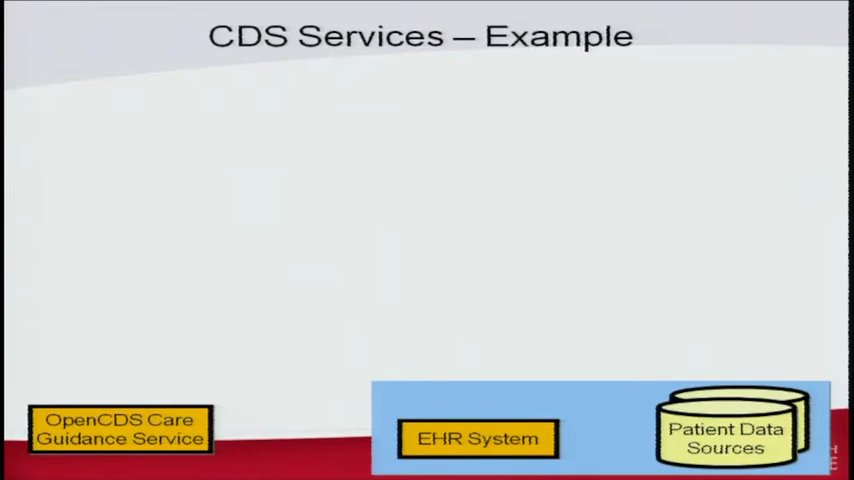 CDS Services – Example
OpenCDS Care
Guidance Service
EHR System
Patient Data
Sources